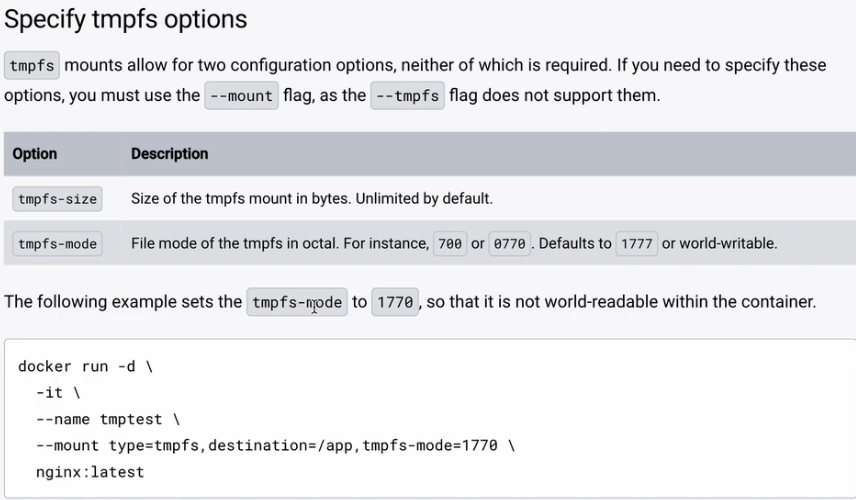 Specify tmpfs options
tmpfs mounts allow for two configuration options, neither of which is required. If you need to specify these
options, you must use the --mount flag, as the --tmpfs flag does not support them.
Option Description
tmpfs-size Size of the tmpfs mount in bytes. Unlimited by default.
tmpfs-mode File mode of the tmpfs in octal. For instance, 700 or 0770. Defaults to 1777 or world-writable.
The following example sets the tmpfs-mode to 1770, so that it is not world-readable within the container.
docker run -d \
-it \
--name tmptest \
--mount type=tmpfs,destination=/app,tmpfs-mode=1770 \
nginx:latest